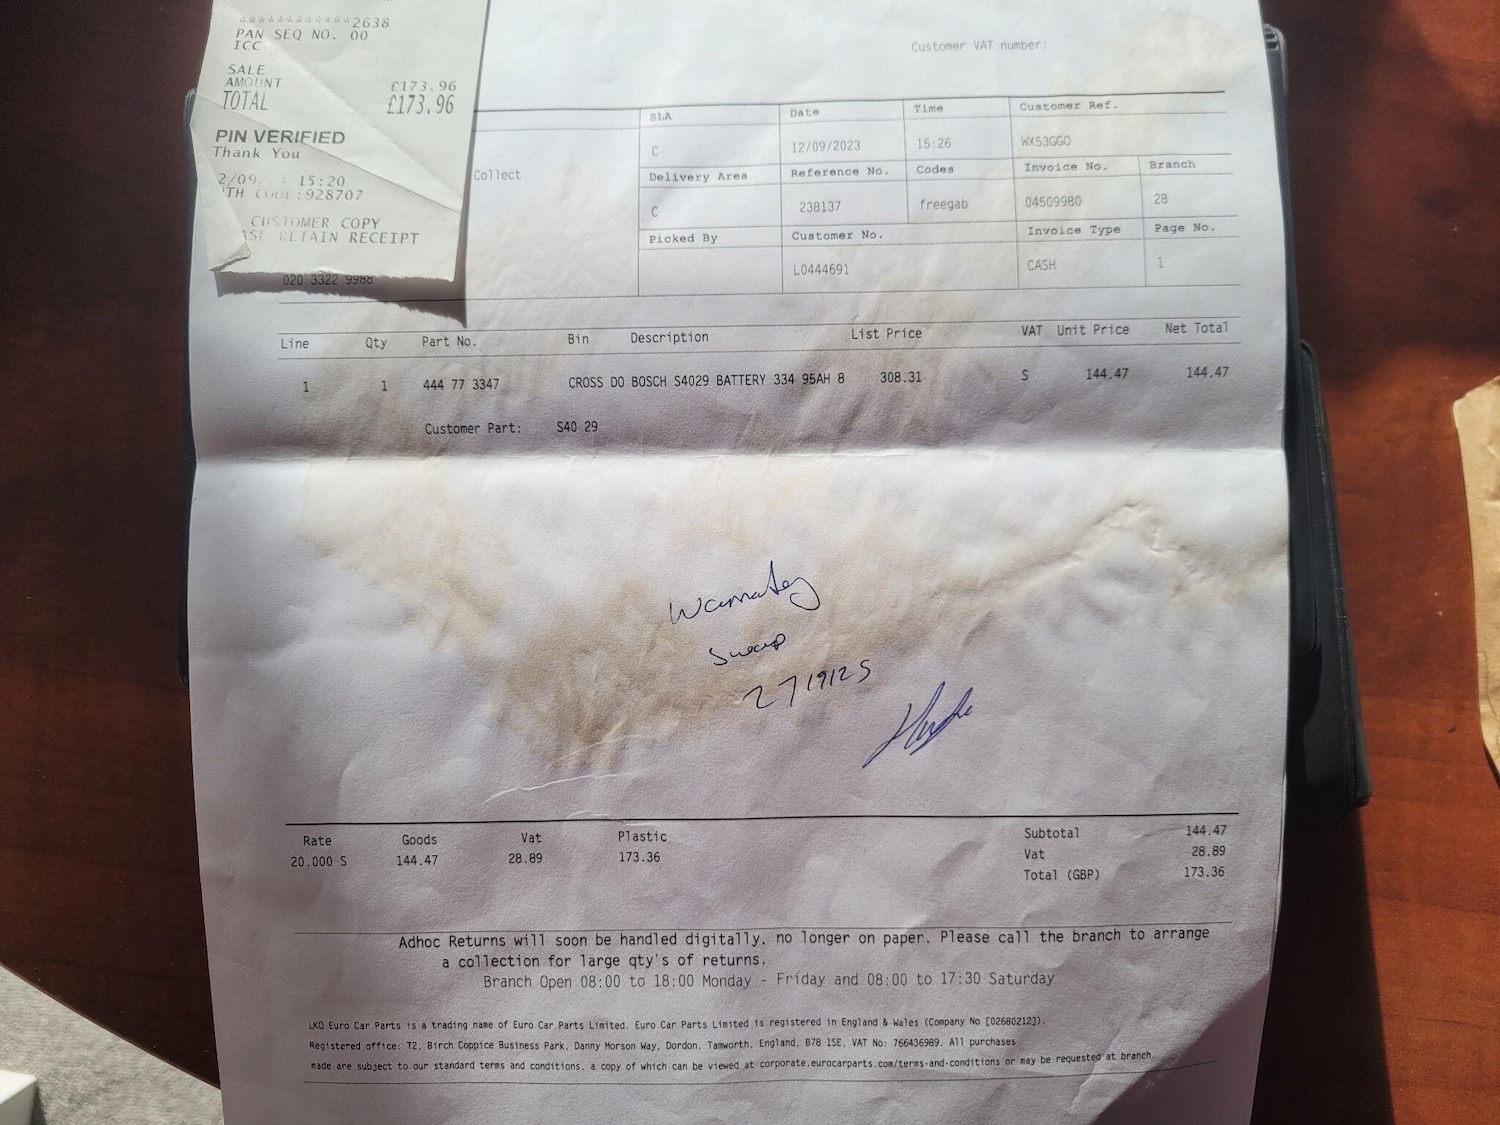 ************2638
PAN SEQ NO. 00
ICC
SALE
AMOUNT £173.96
TOTAL £173.96
PIN VERIFIED
Thank You
2/09/ 15:20
TH CODE:928707
CUSTOMER COPY
ASE RETAIN RECEIPT
020 3322 9988
Collect
Customer VAT number:
SLA Date Time Customer Ref.
C 12/09/2023 15:26 WX53GGO
Delivery Area Reference No. Codes Invoice No. Branch
C 238137 freegab 04509980 28
Picked By Customer No. Invoice Type Page No.
L0444691 CASH 1
Line Qty Part No. Bin Description List Price VAT Unit Price Net Total
1 1 444 77 3347 CROSS DO BOSCH S4029 BATTERY 334 95AH 8 308.31 S 144.47 144.47
Customer Part: S40 29
Warranty
Swap
27/9/25
Rate Goods Vat Plastic Subtotal 144.47
20.000 S 144.47 28.89 173.36 Vat 28.89
Total (GBP) 173.36
Adhoc Returns will soon be handled digitally, no longer on paper. Please call the branch to arrange
a collection for large qty's of returns.
Branch Open 08:00 to 18:00 Monday - Friday and 08:00 to 17:30 Saturday
LKQ Euro Car Parts is a trading name of Euro Car Parts Limited. Euro Car Parts Limited is registered in England & Wales (Company No [02680212]).
Registered office: T2, Birch Coppice Business Park, Danny Morson Way, Dordon, Tamworth, England, B78 1SE, VAT No: 766436989. All purchases
made are subject to our standard terms and conditions, a copy of which can be viewed at corporate.eurocarparts.com/terms-and-conditions or may be requested at branch.